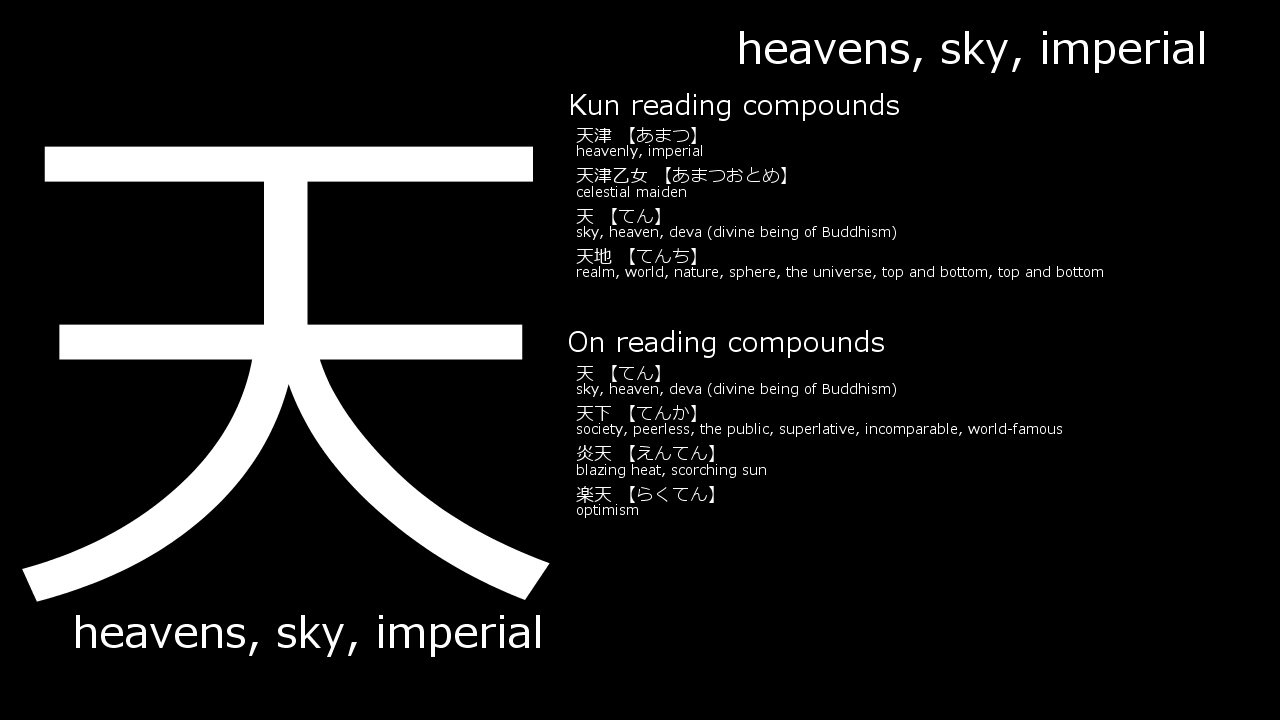 heavens, sky, imperial
天
heavens, sky, imperial
Kun reading compounds
天津 【あまつ】
heavenly, imperial
天津乙女 【あまつおとめ】
celestial maiden
天 【てん】
sky, heaven, deva (divine being of Buddhism)
天地 【てんち】
realm, world, nature, sphere, the universe, top and bottom, top and bottom
On reading compounds
天 【てん】
sky, heaven, deva (divine being of Buddhism)
天下 【てんか】
society, peerless, the public, superlative, incomparable, world-famous
炎天 【えんてん】
blazing heat, scorching sun
楽天 【らくてん】
optimism